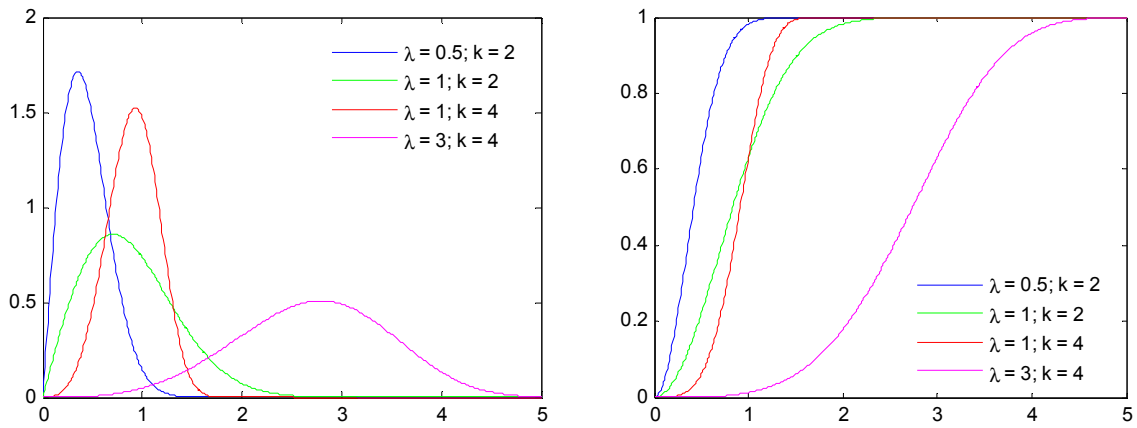 2
λ = 0.5; k = 2
λ = 1; k = 2
1.5
λ = 1; k = 4
λ = 3; k = 4
1
0.5
0
0 1 2 3 4 5
1
0.8
0.6
0.4
λ = 0.5; k = 2
λ = 1; k = 2
0.2
λ = 1; k = 4
λ = 3; k = 4
0
0 1 2 3 4 5